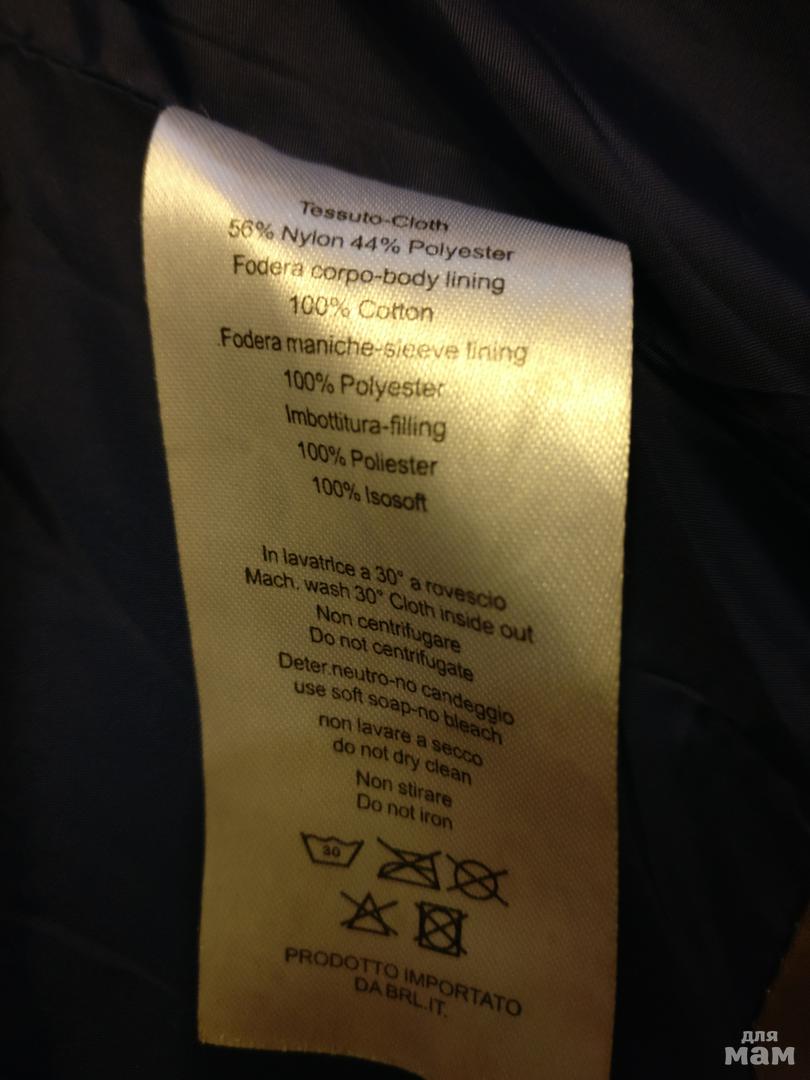 Tessuto-Cloth
56% Nylon 44% Polyester
Fodera corpo-body lining
100% Cotton
.Fodera maniche-sleeve lining
100% Polyester
Imbottitura-filling
100% Poliester
100% Isosoft
In lavatrice a 30° a rovescio
Mach. wash 30° Cloth inside out
Non centrifugare
Do not centrifugate
Deter.neutro-no candeggio
use soft soap-no bleach
non lavare a secco
do not dry clean
Non stirare
Do not iron
30
PRODOTTO IMPORTATO
DA BRL.IT.
для
мам